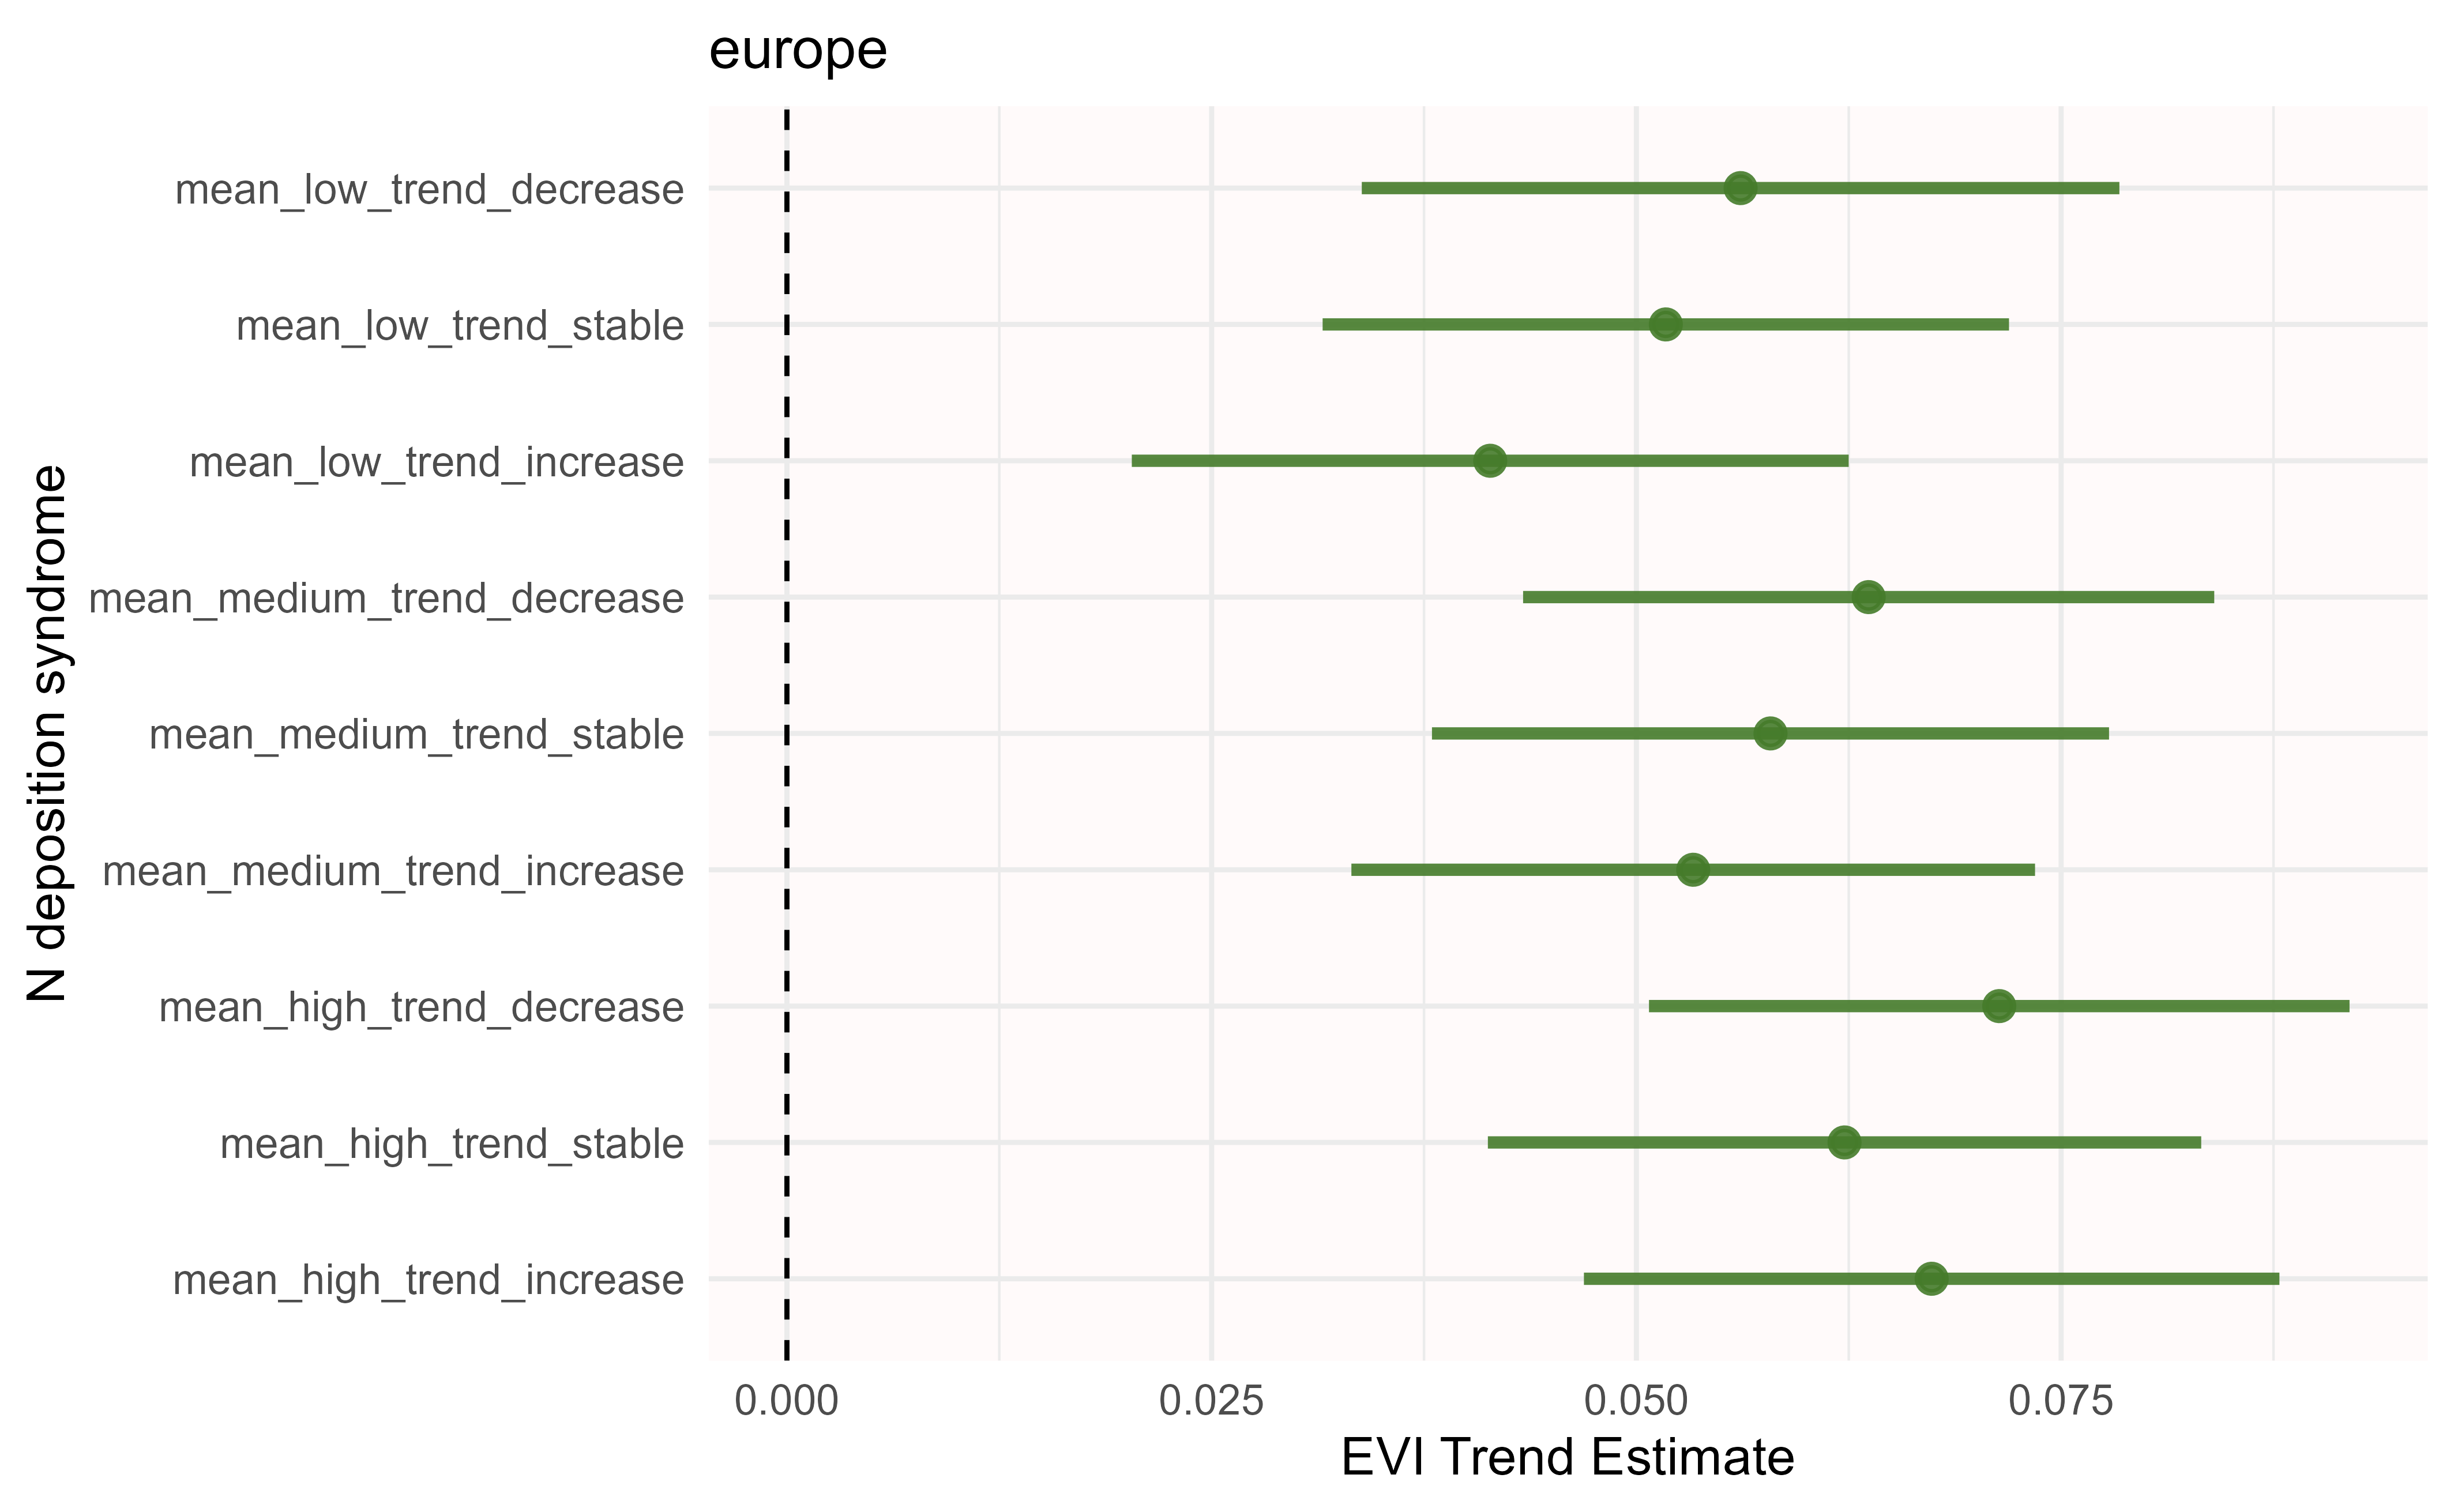 europe
N deposition syndrome
mean_low_trend_decrease
mean_low_trend_stable
mean_low_trend_increase
mean_medium_trend_decrease
mean_medium_trend_stable
mean_medium_trend_increase
mean_high_trend_decrease
mean_high_trend_stable
mean_high_trend_increase
0.000 0.025 0.050 0.075
EVI Trend Estimate